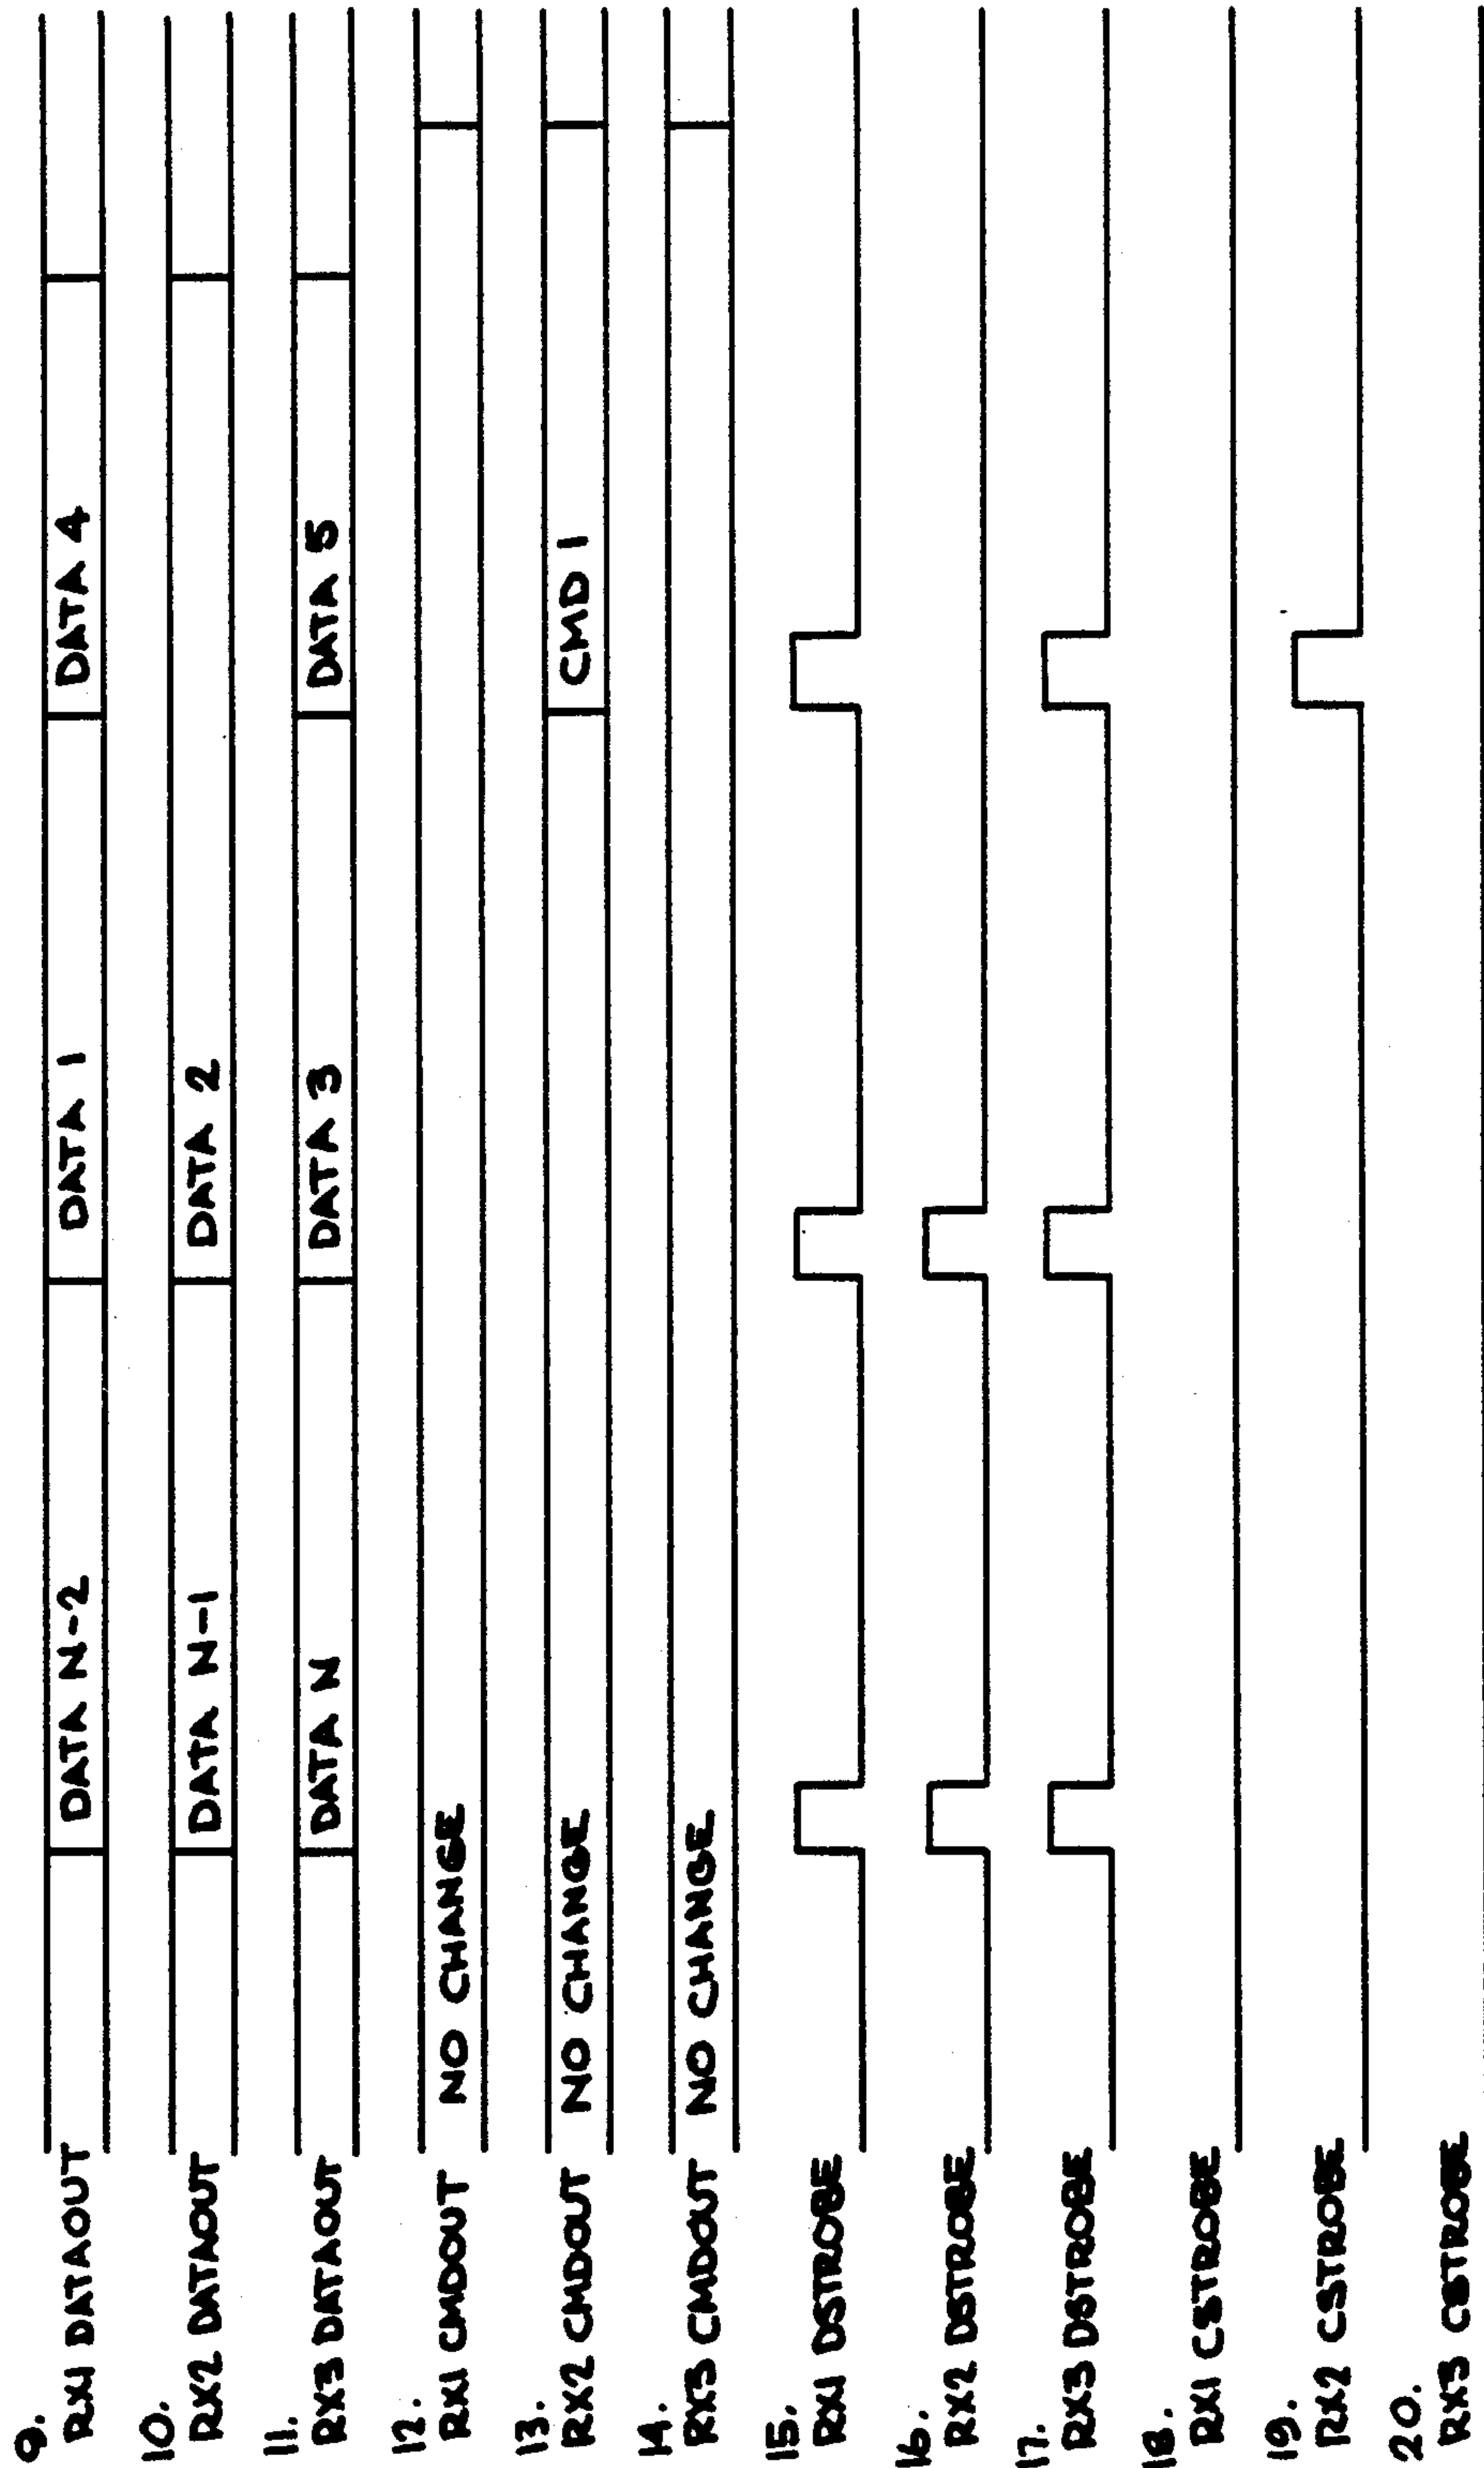 9.
RX1 DATAOUT DATA N-2 DATA 1 DATA 4
10.
RX2 DATAOUT DATA N-1 DATA 2
11.
RX3 DATAOUT DATA N DATA 3 DATA 5
12.
RX1 CMDOUT NO CHANGE
13.
RX2 CMDOUT NO CHANGE CMD 1
14.
RX3 CMDOUT NO CHANGE
15.
RX1 DSTROBE
16.
RX2 DSTROBE
17.
RX3 DSTROBE
18.
RX1 CSTROBE
19.
RX2 CSTROBE
20.
RX3 CSTROBE